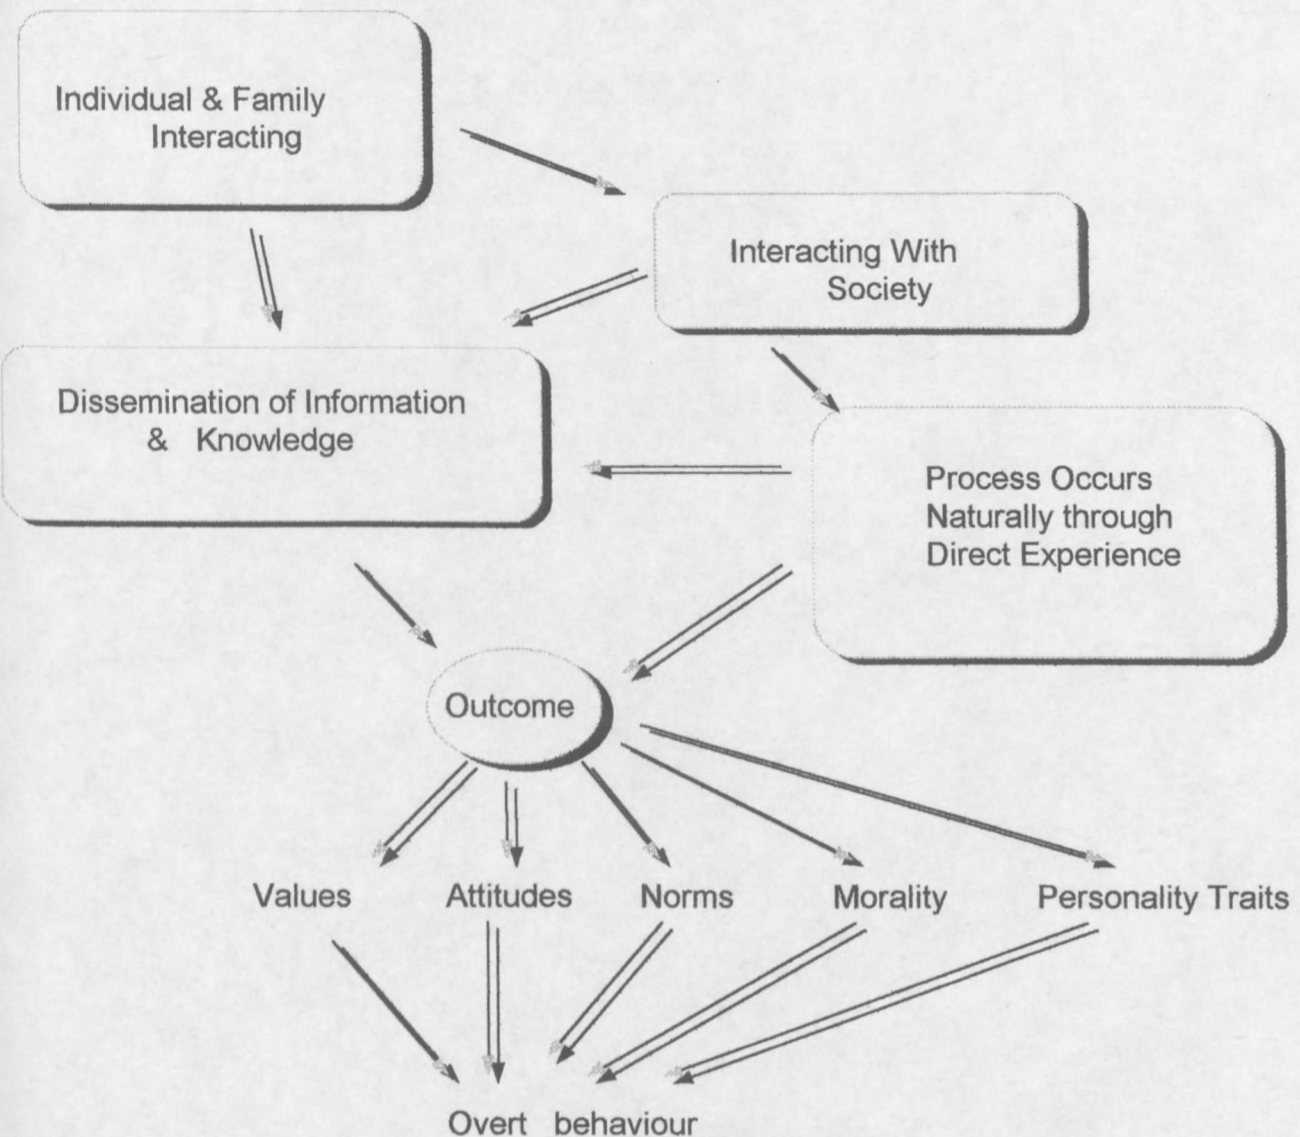 Individual & Family
Interacting
Interacting With
Society
Dissemination of Information
& Knowledge
Process Occurs
Naturally through
Direct Experience
Outcome
Values Attitudes Norms Morality Personality Traits
Overt behaviour